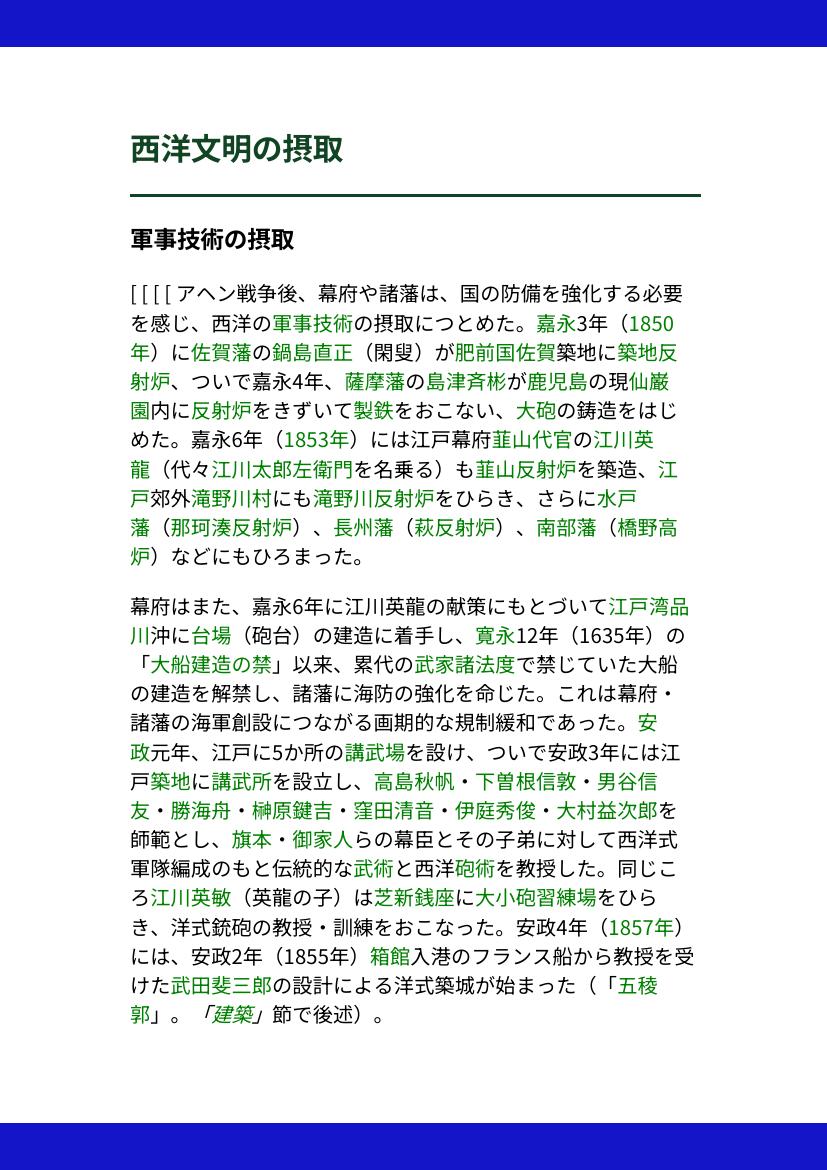 西洋文明の摂取
軍事技術の摂取
[ [ [ [ アヘン戦争後、幕府や諸藩は、国の防備を強化する必要
を感じ、西洋の軍事技術の摂取につとめた。嘉永3年（1850
年）に佐賀藩の鍋島直正（閑叟）が肥前国佐賀築地に築地反
射炉、ついで嘉永4年、薩摩藩の島津斉彬が鹿児島の現仙巌
園内に反射炉をきずいて製鉄をおこない、大砲の鋳造をはじ
めた。嘉永6年（1853年）には江戸幕府韮山代官の江川英
龍（代々江川太郎左衛門を名乗る）も韮山反射炉を築造、江
戸郊外滝野川村にも滝野川反射炉をひらき、さらに水戸
藩（那珂湊反射炉）、長州藩（萩反射炉）、南部藩（橋野高
炉）などにもひろまった。
幕府はまた、嘉永6年に江川英龍の献策にもとづいて江戸湾品
川沖に台場（砲台）の建造に着手し、寛永12年（1635年）の
「大船建造の禁」以来、累代の武家諸法度で禁じていた大船
の建造を解禁し、諸藩に海防の強化を命じた。これは幕府・
諸藩の海軍創設につながる画期的な規制緩和であった。安
政元年、江戸に5か所の講武場を設け、ついで安政3年には江
戸築地に講武所を設立し、高島秋帆・下曽根信敦・男谷信
友・勝海舟・榊原鍵吉・窪田清音・伊庭秀俊・大村益次郎を
師範とし、旗本・御家人らの幕臣とその子弟に対して西洋式
軍隊編成のもと伝統的な武術と西洋砲術を教授した。同じこ
ろ江川英敏（英龍の子）は芝新銭座に大小砲習練場をひら
き、洋式銃砲の教授・訓練をおこなった。安政4年（1857年）
には、安政2年（1855年）箱館入港のフランス船から教授を受
けた武田斐三郎の設計による洋式築城が始まった（「五稜
郭」。「建築」節で後述）。